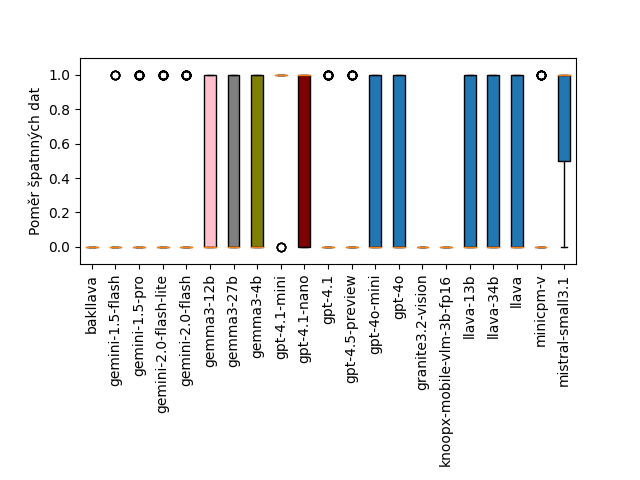 Poměr špatnných dat
1.0
0.8
0.6
0.4
0.2
0.0
bakllava
gemini-1.5-flash
gemini-1.5-pro
gemini-2.0-flash-lite
gemini-2.0-flash
gemma3-12b
gemma3-27b
gemma3-4b
gpt-4.1-mini
gpt-4.1-nano
gpt-4.1
gpt-4.5-preview
gpt-4o-mini
gpt-4o
granite3.2-vision
knoopx-mobile-vlm-3b-fp16
llava-13b
llava-34b
llava
minicpm-v
mistral-small3.1